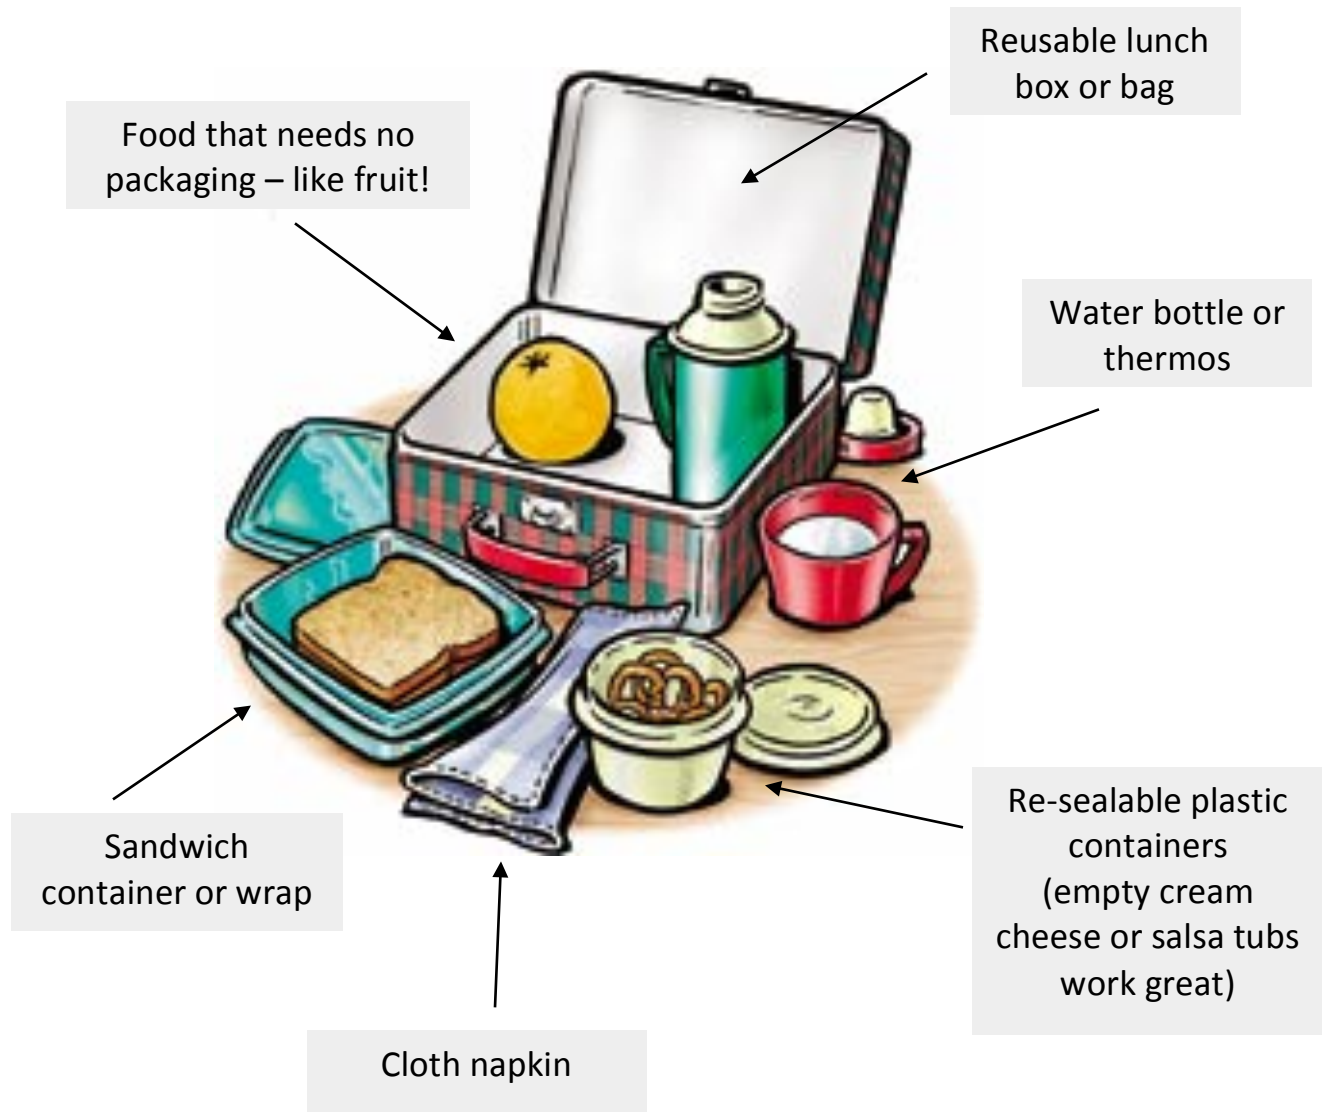 Reusable lunch
box or bag
Food that needs no
packaging – like fruit!
Water bottle or
thermos
Sandwich
container or wrap
Re-sealable plastic
containers
(empty cream
cheese or salsa tubs
work great)
Cloth napkin